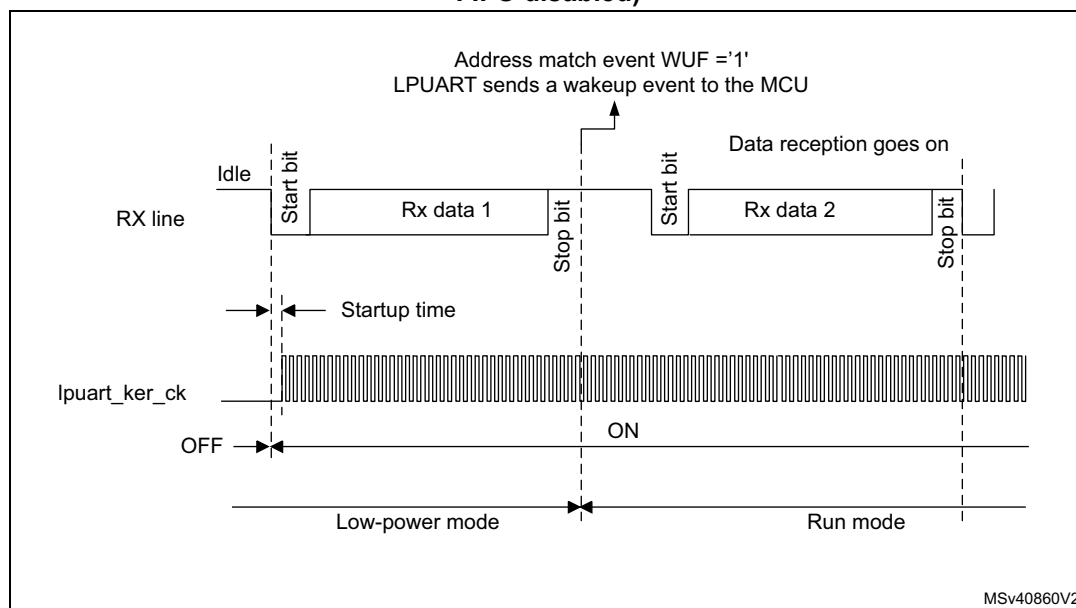 FIFO disabled)
Address match event WUF ='1'
LPUART sends a wakeup event to the MCU
Data reception goes on
Idle
RX line
Start bit
Rx data 1
Stop bit
Start bit
Rx data 2
Stop bit
Startup time
lpuart_ker_ck
OFF
ON
Low-power mode
Run mode
MSv40860V2